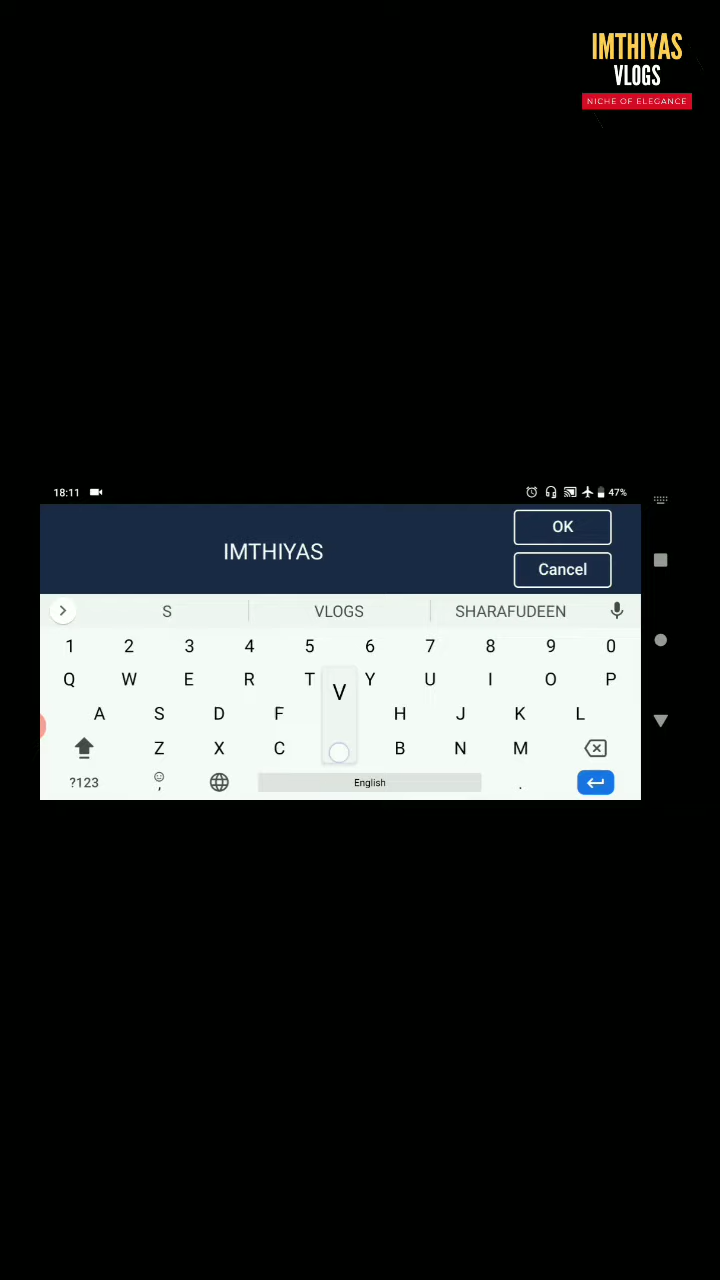 IMTHIYAS
VLOGS
NICHE OF ELEGANCE
18:11 47%
IMTHIYAS
OK
Cancel
S VLOGS SHARAFUDEEN
1 2 3 4 5 6 7 8 9 0
Q W E R T Y U I O P
V
A S D F H J K L
Z X C B N M
?123 , English .